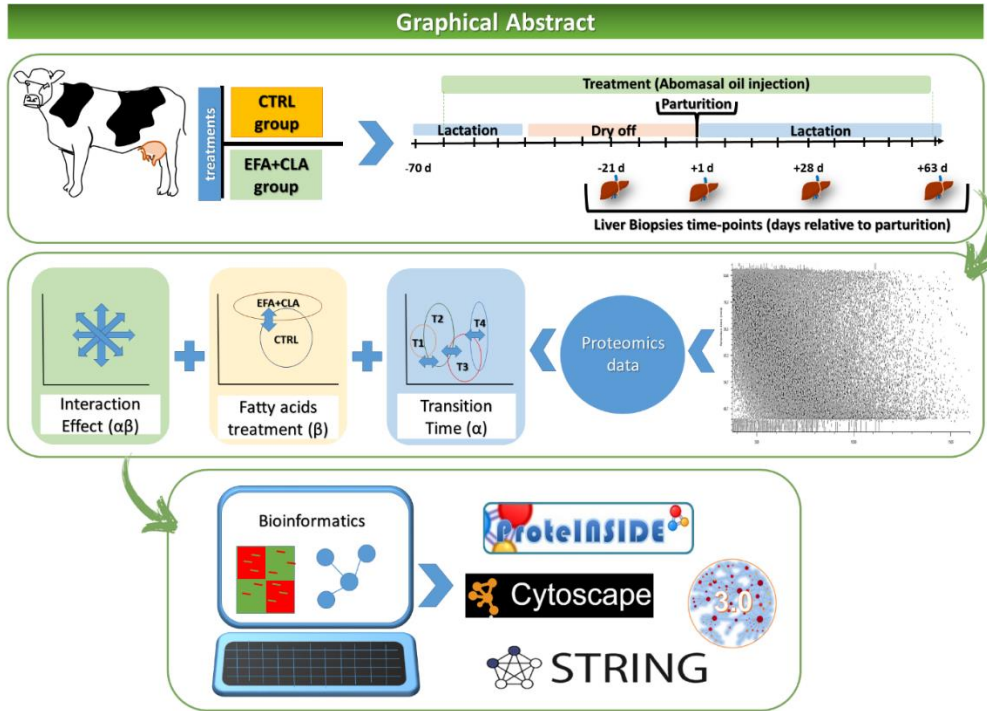 Graphical Abstract
treatments
CTRL
group
EFA+CLA
group
Treatment (Abomasal oil injection)
Parturition
Lactation
Dry off
Lactation
-70 d
-21 d
+1 d
+28 d
+63 d
Liver Biopsies time-points (days relative to parturition)
Interaction
Effect (αβ)
EFA+CLA
CTRL
Fatty acids
treatment (β)
T1
T2
T3
T4
Transition
Time (α)
Proteomics
data
Bioinformatics
ProteINSIDE
Cytoscape
3.0
STRING